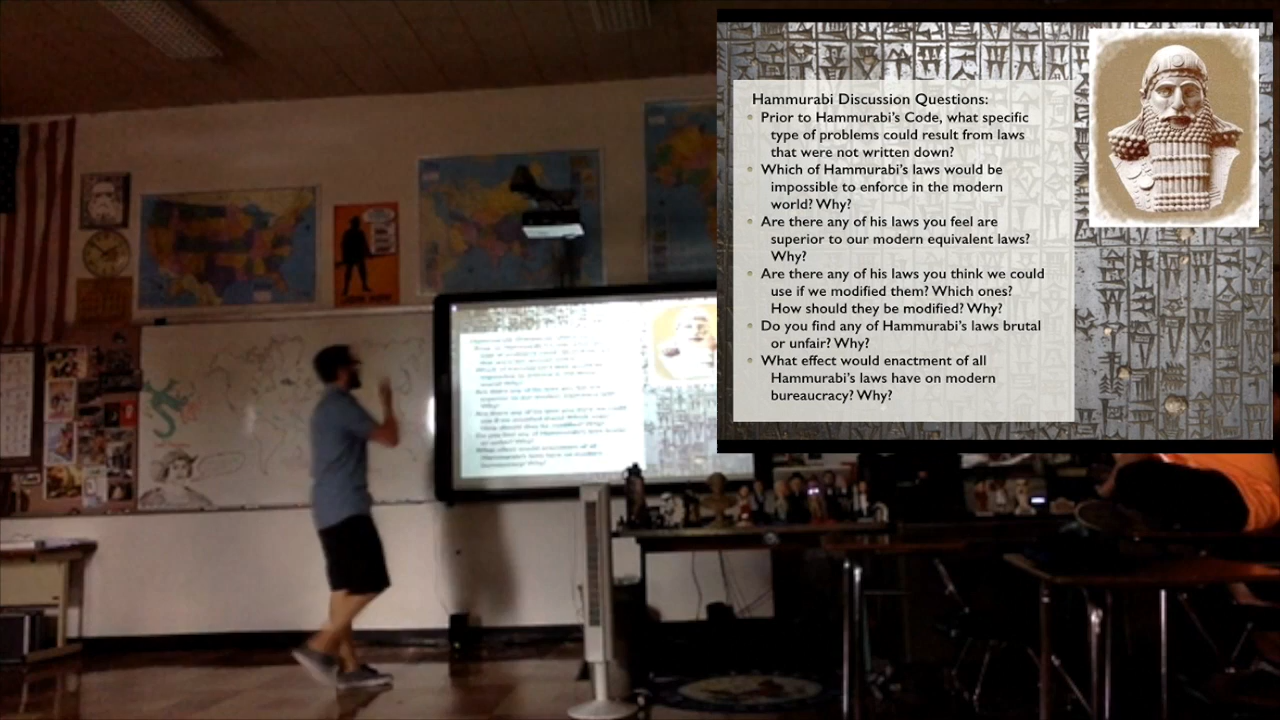 Hammurabi Discussion Questions:
• Prior to Hammurabi's Code, what specific
type of problems could result from laws
that were not written down?
• Which of Hammurabi's laws would be
impossible to enforce in the modern
world? Why?
• Are there any of his laws you feel are
superior to our modern equivalent laws?
Why?
• Are there any of his laws you think we could
use if we modified them? Which ones?
How should they be modified? Why?
• Do you find any of Hammurabi's laws brutal
or unfair? Why?
• What effect would enactment of all
Hammurabi's laws have on modern
bureaucracy? Why?